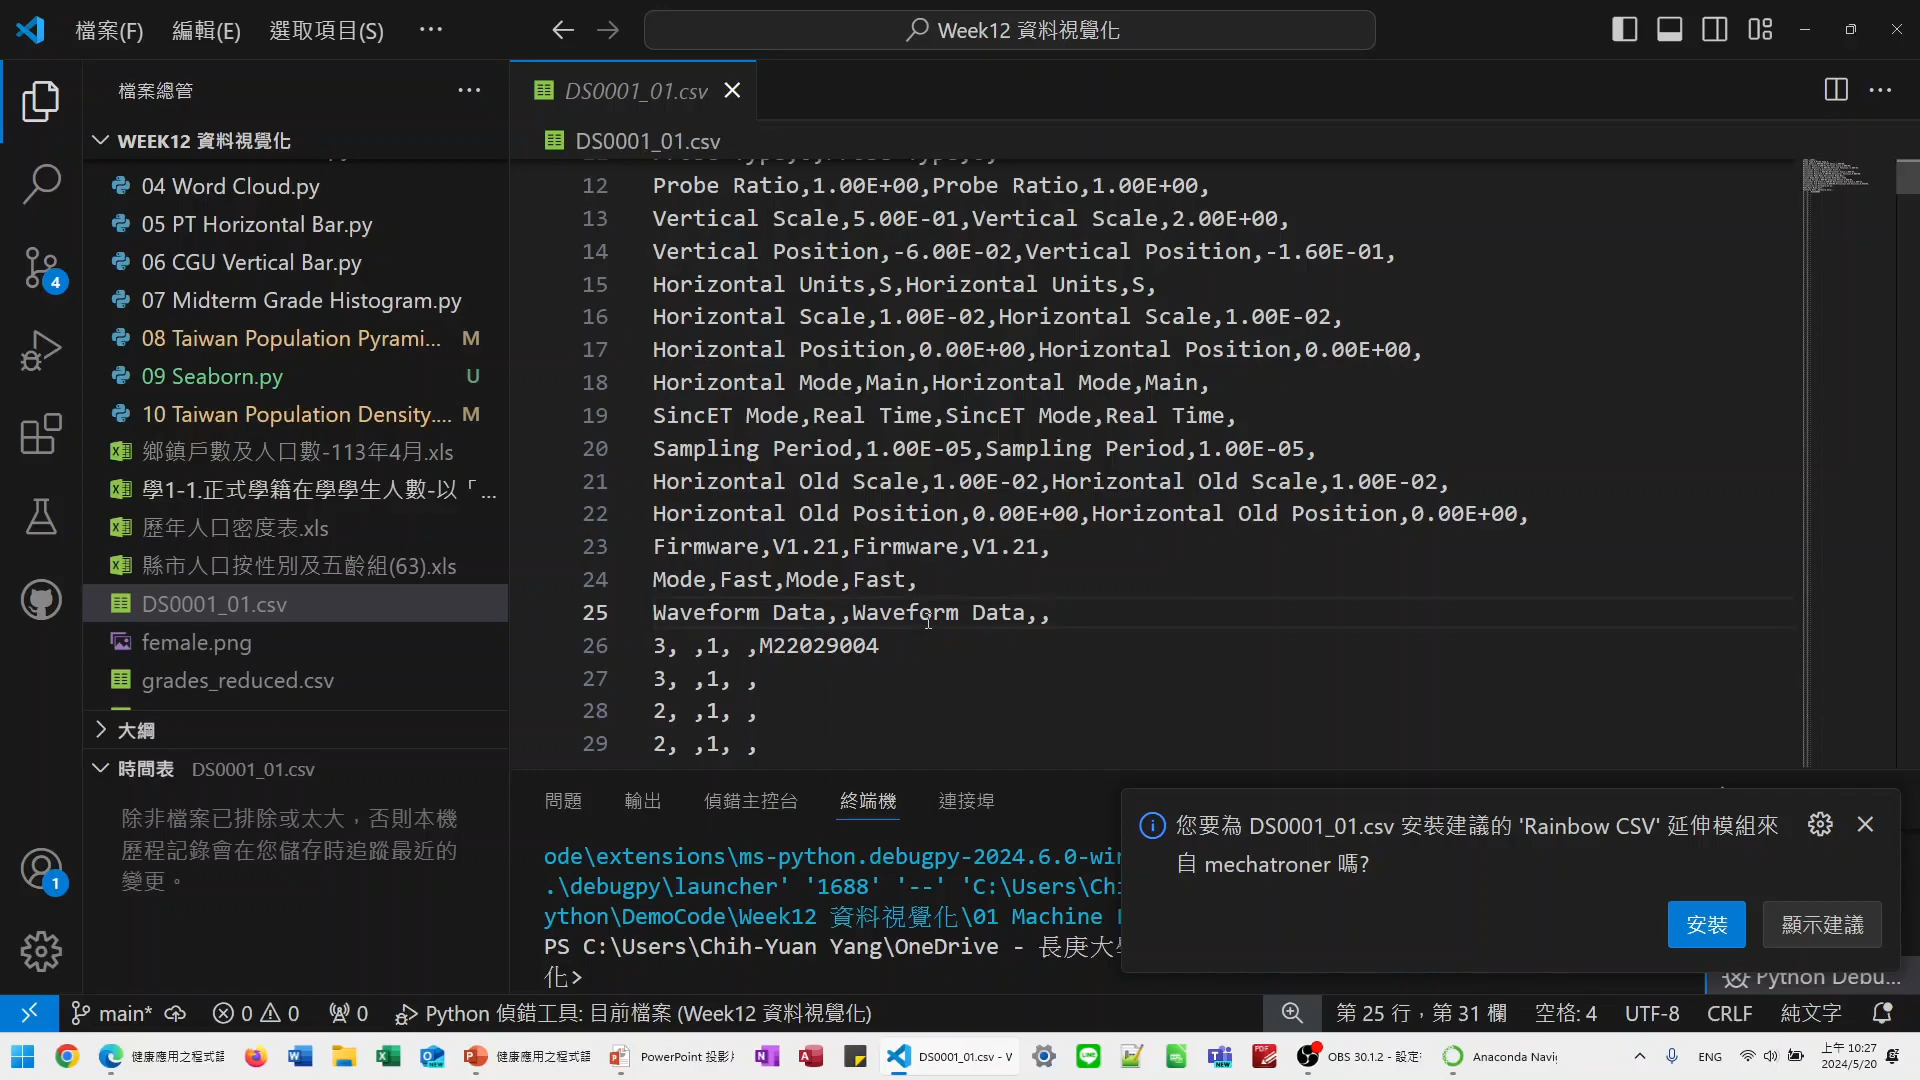 檔案(F) 編輯(E) 選取項目(S) ··· Week12 資料視覺化
檔案總管
WEEK12 資料視覺化
04 Word Cloud.py
05 PT Horizontal Bar.py
06 CGU Vertical Bar.py
07 Midterm Grade Histogram.py
08 Taiwan Population Pyrami... M
09 Seaborn.py U
10 Taiwan Population Density.... M
鄉鎮戶數及人口數-113年4月.xls
學1-1.正式學籍在學學生人數-以「...
歷年人口密度表.xls
縣市人口按性別及五齡組(63).xls
DS0001_01.csv
female.png
grades_reduced.csv
大綱
時間表 DS0001_01.csv
除非檔案已排除或太大，否則本機
歷程記錄會在您儲存時追蹤最近的
變更。
4
1
DS0001_01.csv
DS0001_01.csv
12 Probe Ratio,1.00E+00,Probe Ratio,1.00E+00,
13 Vertical Scale,5.00E-01,Vertical Scale,2.00E+00,
14 Vertical Position,-6.00E-02,Vertical Position,-1.60E-01,
15 Horizontal Units,S,Horizontal Units,S,
16 Horizontal Scale,1.00E-02,Horizontal Scale,1.00E-02,
17 Horizontal Position,0.00E+00,Horizontal Position,0.00E+00,
18 Horizontal Mode,Main,Horizontal Mode,Main,
19 SincET Mode,Real Time,SincET Mode,Real Time,
20 Sampling Period,1.00E-05,Sampling Period,1.00E-05,
21 Horizontal Old Scale,1.00E-02,Horizontal Old Scale,1.00E-02,
22 Horizontal Old Position,0.00E+00,Horizontal Old Position,0.00E+00,
23 Firmware,V1.21,Firmware,V1.21,
24 Mode,Fast,Mode,Fast,
25 Waveform Data,,Waveform Data,,
26 3, ,1, ,M22029004
27 3, ,1, ,
28 2, ,1, ,
29 2, ,1, ,
問題 輸出 偵錯主控台 終端機 連接埠
ode\extensions\ms-python.debugpy-2024.6.0-wi
.\debugpy\launcher' '1688' '--' 'C:\Users\Ch
ython\DemoCode\Week12 資料視覺化\01 Machine
PS C:\Users\Chih-Yuan Yang\OneDrive - 長庚大
化>
您要為 DS0001_01.csv 安裝建議的 'Rainbow CSV' 延伸模組來
自 mechatroner 嗎?
安裝 顯示建議
Python Debu...
main* 0 0 0 Python 偵錯工具: 目前檔案 (Week12 資料視覺化) 第 25 行，第 31 欄 空格: 4 UTF-8 CRLF 純文字
健康應用之程式 健康應用之程式 PowerPoint 投影 DS0001_01.csv - OBS 30.1.2 - 設定 Anaconda Navig ENG 上午 10:27
2024/5/20